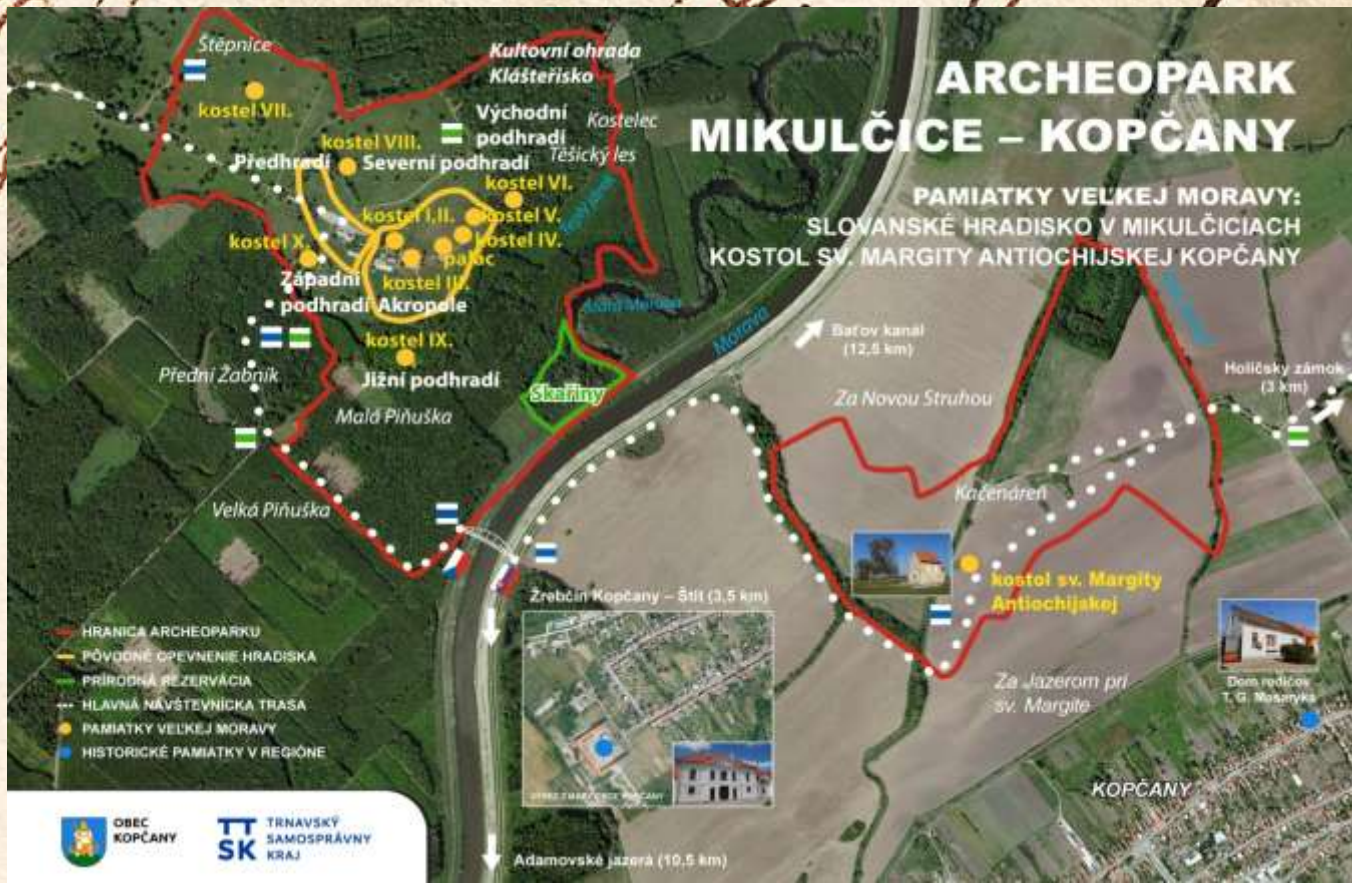 ARCHEOPARK
MIKULČICE – KOPČANY
PAMIATKY VEĽKEJ MORAVY:
SLOVANSKÉ HRADISKO V MIKULČICIACH
KOSTOL SV. MARGITY ANTIOCHIJSKEJ KOPČANY
Štěpnice
kostel VII.
Kultovní ohrada
Klášteřisko
Východní
podhradí
Kostelec
Těšický les
kostel VIII.
Předhradí
Severní podhradí
kostel VI.
kostel I,II.
kostel V.
kostel IV.
palác
kostel X.
kostel III.
Západní
podhradí
Akropole
kostel IX.
Jižní podhradí
Přední Žabník
Malá Piňuška
Skařiny
Morava
Velká Piňuška
Baťov kanál
(12,5 km)
Za Novou Struhou
Holíčsky zámok
(3 km)
Kačenáreň
kostol sv. Margity
Antiochijskej
Žrebčín Kopčany – Štít (3,5 km)
Za Jazerom pri
sv. Margite
Dom rodičov
T. G. Masaryka
KOPČANY
HRANICA ARCHEOPARKU
PÔVODNÉ OPEVNENIE HRADISKA
PRÍRODNÁ REZERVÁCIA
HLAVNÁ NÁVŠTEVNÍCKA TRASA
PAMIATKY VEĽKEJ MORAVY
HISTORICKÉ PAMIATKY V REGIÓNE
OBEC
KOPČANY
TT
SK
TRNAVSKÝ
SAMOSPRÁVNY
KRAJ
Adamovské jazerá (10,5 km)